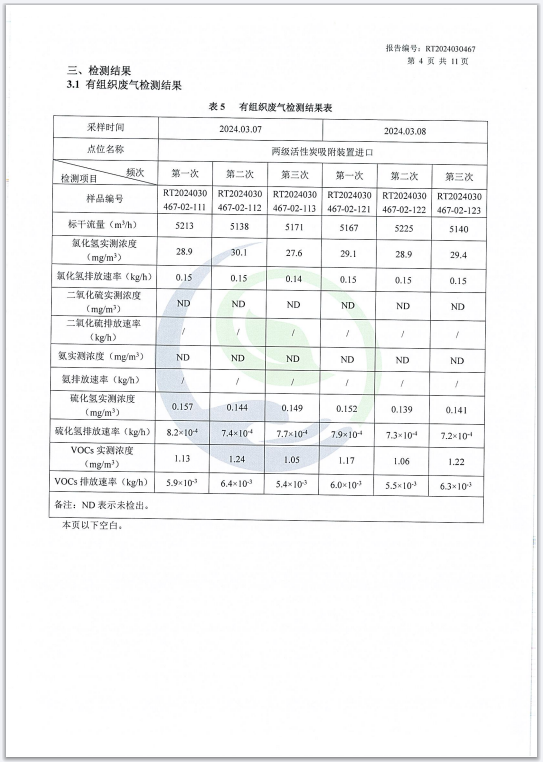 报告编号：RT2024030467
第 4 页 共 11 页
三、检测结果
3.1 有组织废气检测结果
表 5 有组织废气检测结果表
采样时间 2024.03.07 2024.03.08
点位名称 两级活性炭吸附装置进口
检测项目 频次 第一次 第二次 第三次 第一次 第二次 第三次
样品编号 RT2024030467-02-111 RT2024030467-02-112 RT2024030467-02-113 RT2024030467-02-121 RT2024030467-02-122 RT2024030467-02-123
标干流量（m³/h） 5213 5138 5171 5167 5225 5140
氯化氢实测浓度（mg/m³） 28.9 30.1 27.6 29.1 28.9 29.4
氯化氢排放速率（kg/h） 0.15 0.15 0.14 0.15 0.15 0.15
二氧化硫实测浓度（mg/m³） ND ND ND ND ND ND
二氧化硫排放速率（kg/h） / / / / / /
氨实测浓度（mg/m³） ND ND ND ND ND ND
氨排放速率（kg/h） / / / / / /
硫化氢实测浓度（mg/m³） 0.157 0.144 0.149 0.152 0.139 0.141
硫化氢排放速率（kg/h） 8.2×10⁻⁴ 7.4×10⁻⁴ 7.7×10⁻⁴ 7.9×10⁻⁴ 7.3×10⁻⁴ 7.2×10⁻⁴
VOCs 实测浓度（mg/m³） 1.13 1.24 1.05 1.17 1.06 1.22
VOCs 排放速率（kg/h） 5.9×10⁻³ 6.4×10⁻³ 5.4×10⁻³ 6.0×10⁻³ 5.5×10⁻³ 6.3×10⁻³
备注：ND 表示未检出。
本页以下空白。